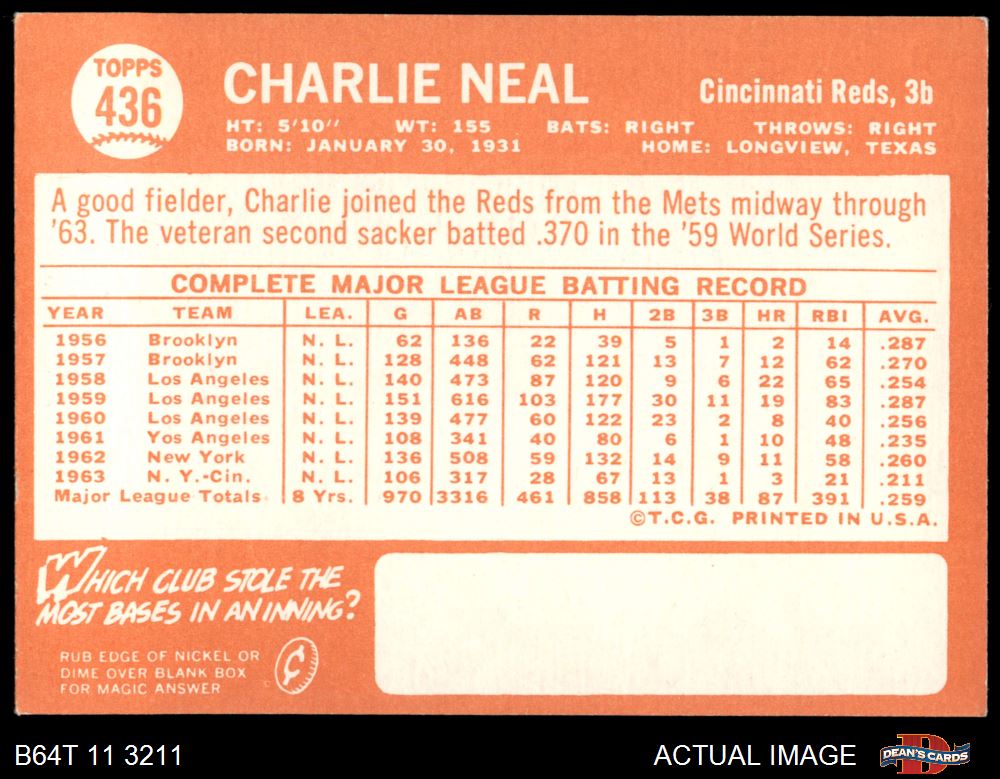 TOPPS
436
CHARLIE NEAL
Cincinnati Reds, 3b
HT: 5'10" WT: 155 BATS: RIGHT THROWS: RIGHT
BORN: JANUARY 30, 1931 HOME: LONGVIEW, TEXAS
A good fielder, Charlie joined the Reds from the Mets midway through
'63. The veteran second sacker batted .370 in the '59 World Series.
COMPLETE MAJOR LEAGUE BATTING RECORD
YEAR TEAM LEA. G AB R H 2B 3B HR RBI AVG.
1956 Brooklyn N. L. 62 136 22 39 5 1 2 14 .287
1957 Brooklyn N. L. 128 448 62 121 13 7 12 62 .270
1958 Los Angeles N. L. 140 473 87 120 9 6 22 65 .254
1959 Los Angeles N. L. 151 616 103 177 30 11 19 83 .287
1960 Los Angeles N. L. 139 477 60 122 23 2 8 40 .256
1961 Yos Angeles N. L. 108 341 40 80 6 1 10 48 .235
1962 New York N. L. 136 508 59 132 14 9 11 58 .260
1963 N. Y.-Cin. N. L. 106 317 28 67 13 1 3 21 .211
Major League Totals 8 Yrs. 970 3316 461 858 113 38 87 391 .259
©T.C.G. PRINTED IN U.S.A.
WHICH CLUB STOLE THE
MOST BASES IN AN INNING?
RUB EDGE OF NICKEL OR
DIME OVER BLANK BOX
FOR MAGIC ANSWER
¢
B64T 11 3211
ACTUAL IMAGE
DEAN'S CARDS